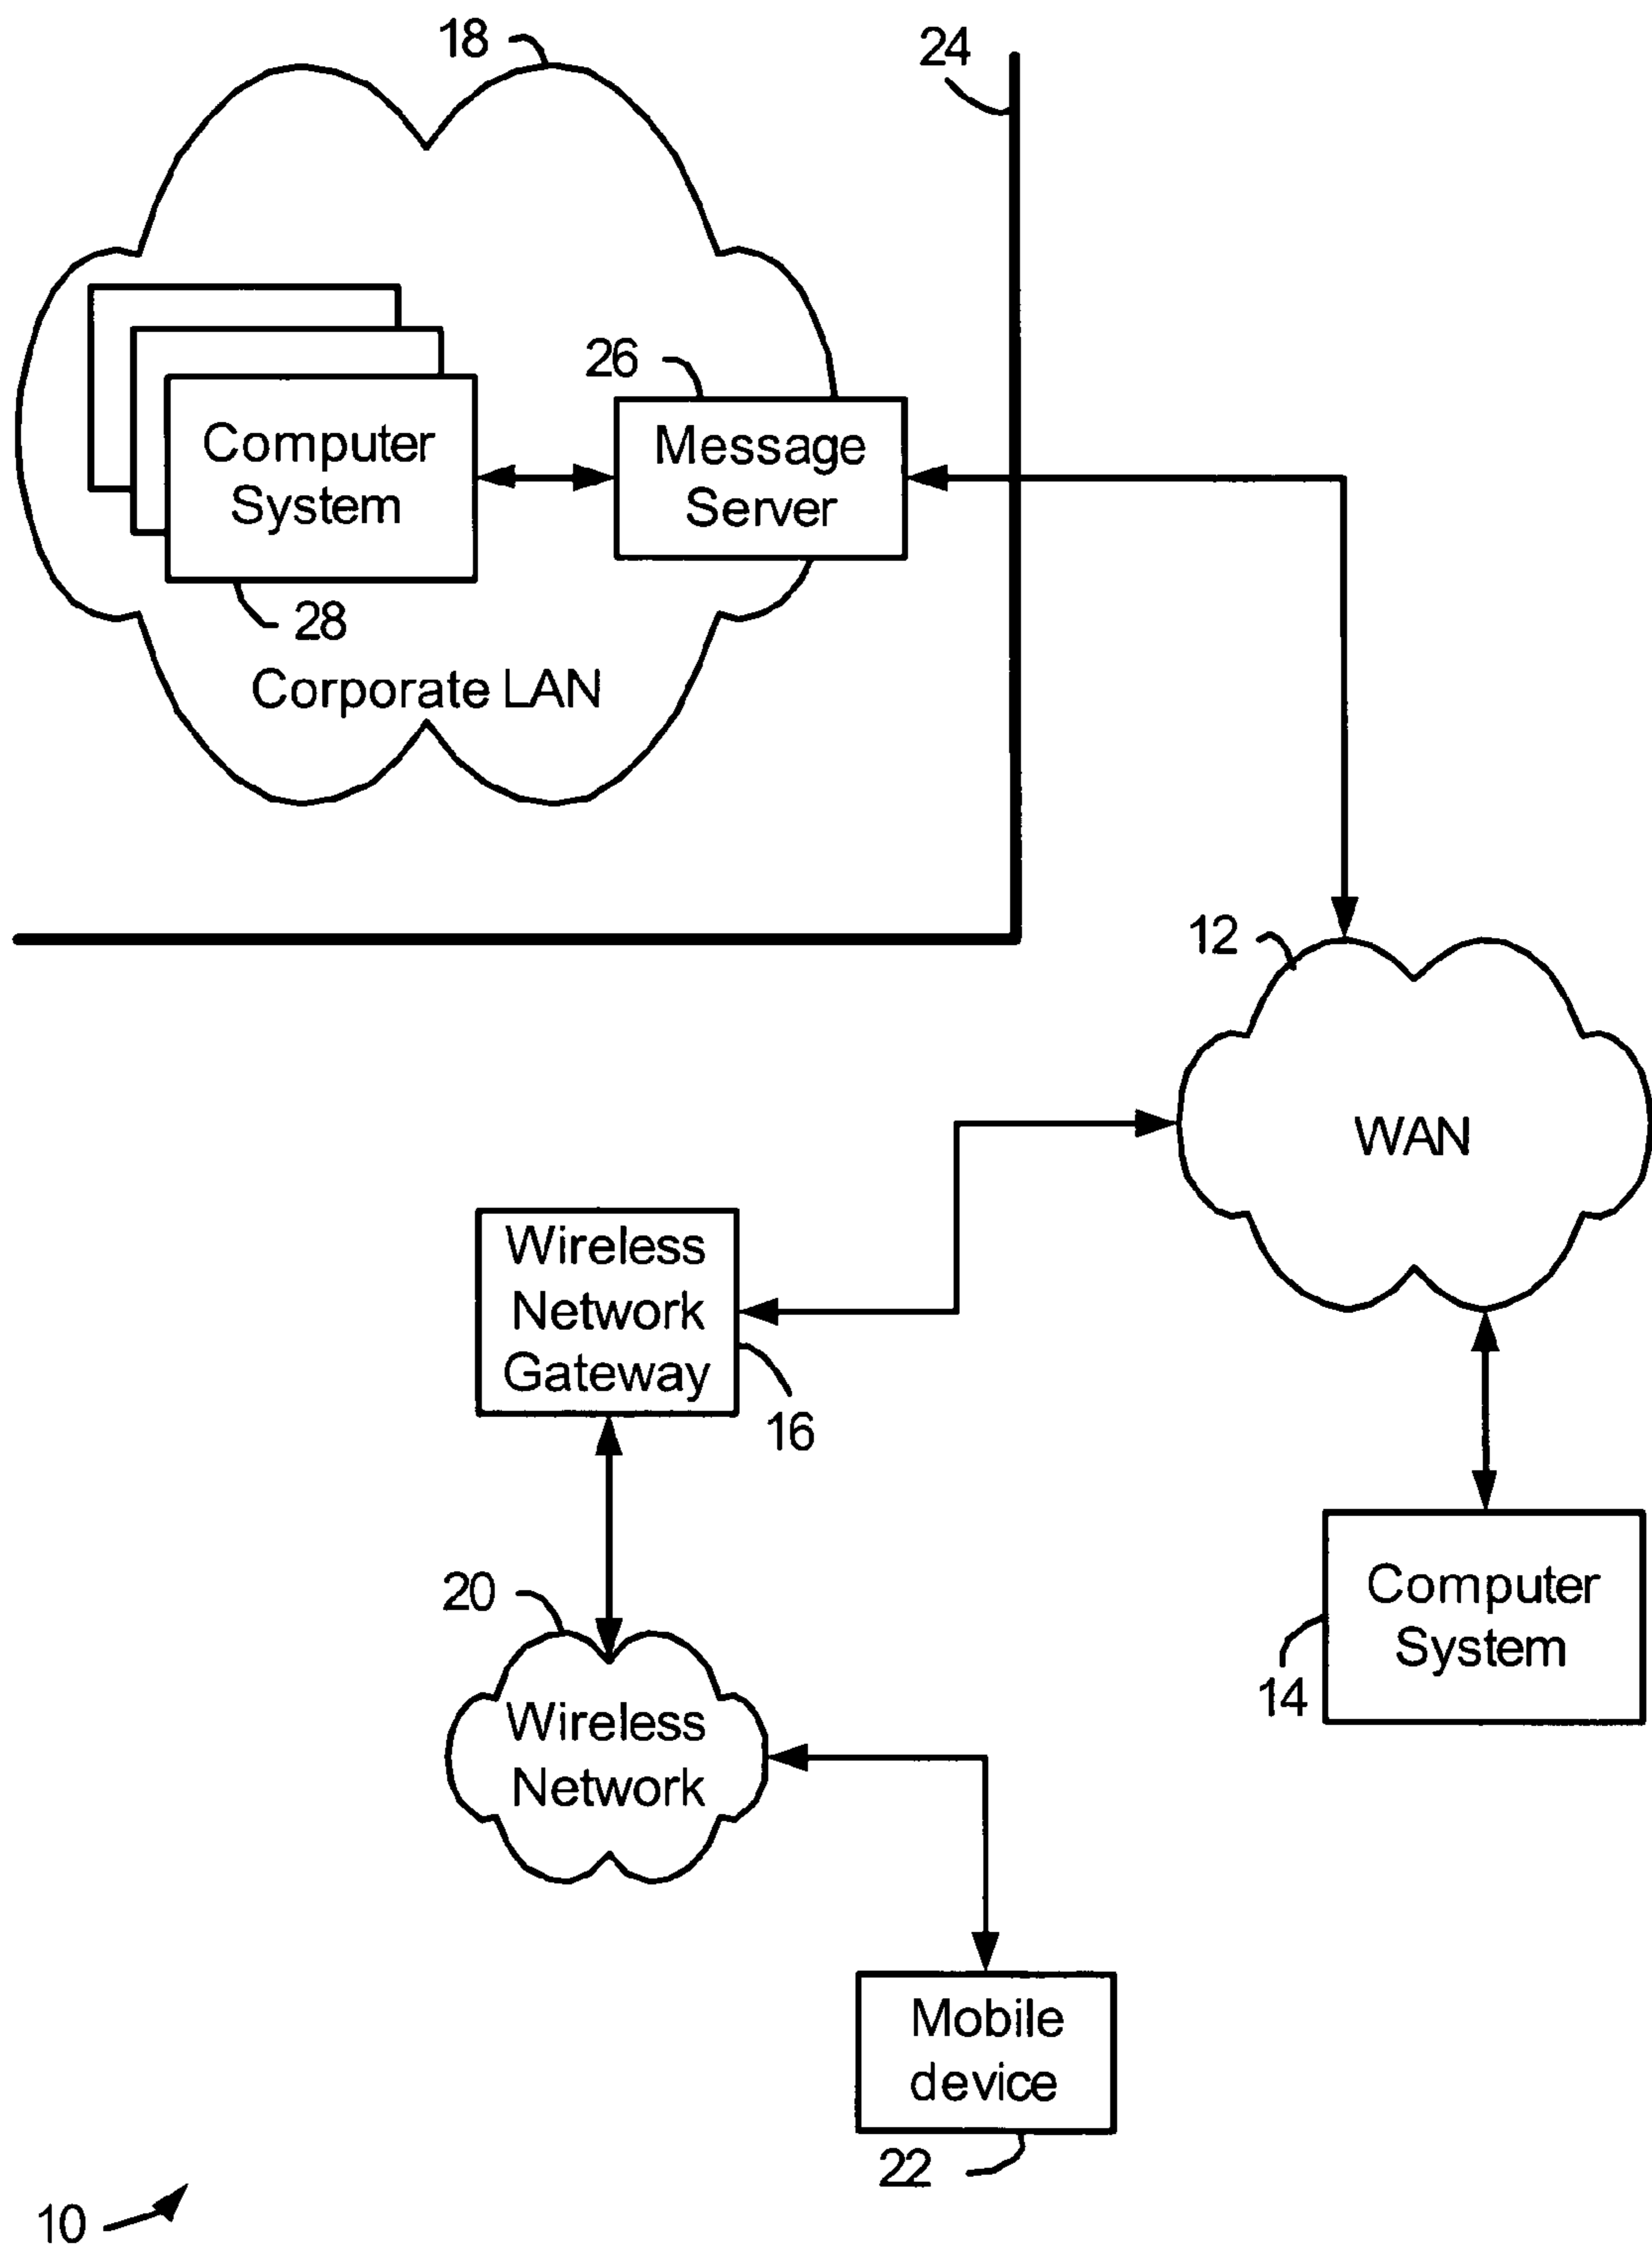 18
24
26
Computer
System
Message
Server
28
Corporate LAN
12
WAN
Wireless
Network
Gateway
16
20
Computer
System
14
Wireless
Network
Mobile
device
22
10